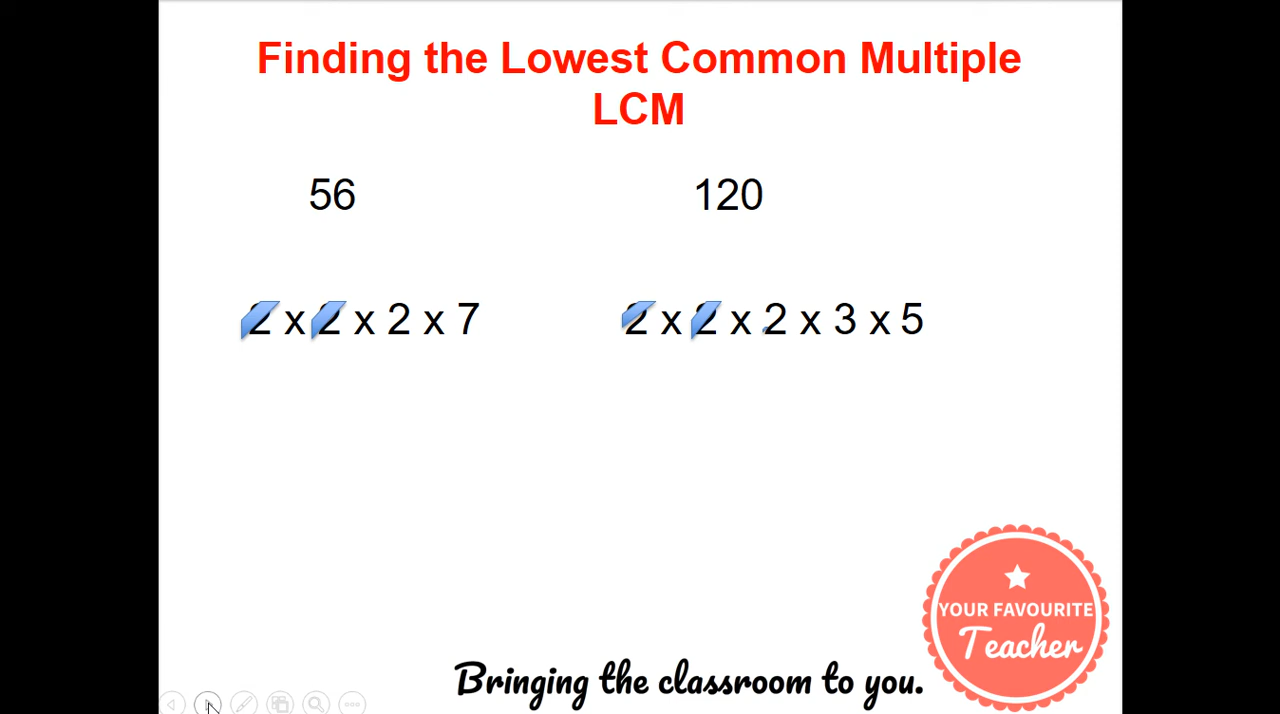 Finding the Lowest Common Multiple
LCM
56
120
2 x 2 x 2 x 7
2 x 2 x 2 x 3 x 5
YOUR FAVOURITE
Teacher
Bringing the classroom to you.